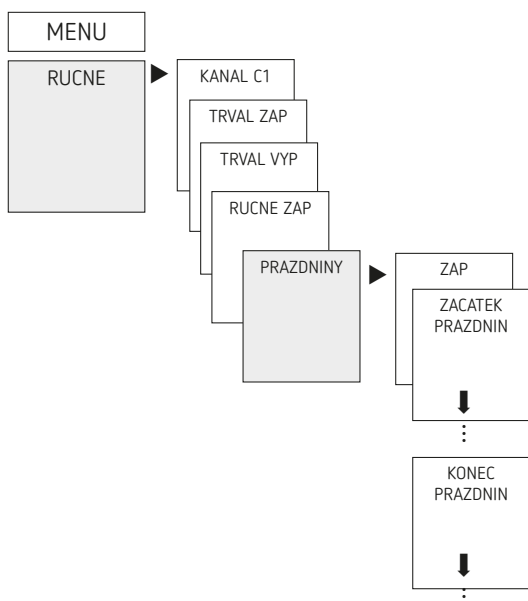 MENU
RUCNE
KANAL C1
TRVAL ZAP
TRVAL VYP
RUCNE ZAP
PRAZDNINY
ZAP
ZACATEK
PRAZDNIN
KONEC
PRAZDNIN